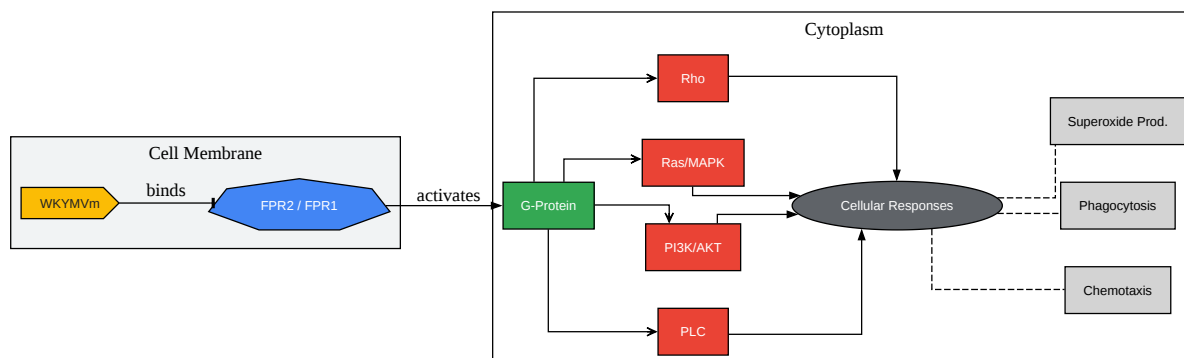 Cytoplasm
Rho
Superoxide Prod.
Cell Membrane
Ras/MAPK
binds
activates
WKYMVm
FPR2 / FPR1
G-Protein
Cellular Responses
Phagocytosis
PI3K/AKT
Chemotaxis
PLC